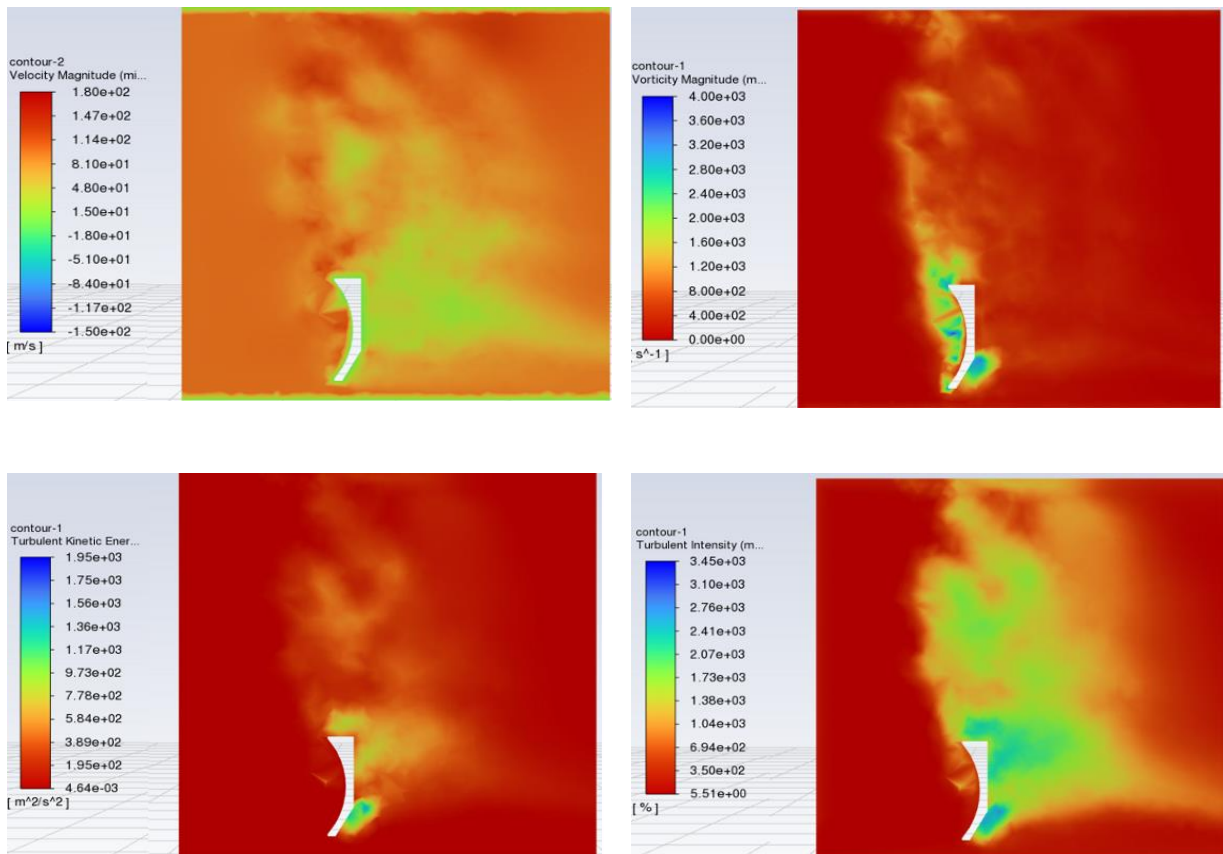 contour-2
Velocity Magnitude (mi...
1.80e+02
1.47e+02
1.14e+02
8.10e+01
4.80e+01
1.50e+01
-1.80e+01
-5.10e+01
-8.40e+01
-1.17e+02
-1.50e+02
[ m/s ]
contour-1
Vorticity Magnitude (m...
4.00e+03
3.60e+03
3.20e+03
2.80e+03
2.40e+03
2.00e+03
1.60e+03
1.20e+03
8.00e+02
4.00e+02
0.00e+00
s^-1 ]
contour-1
Turbulent Kinetic Ener...
1.95e+03
1.75e+03
1.56e+03
1.36e+03
1.17e+03
9.73e+02
7.78e+02
5.84e+02
3.89e+02
1.95e+02
4.64e-03
[ m^2/s^2 ]
contour-1
Turbulent Intensity (m...
3.45e+03
3.10e+03
2.76e+03
2.41e+03
2.07e+03
1.73e+03
1.38e+03
1.04e+03
6.94e+02
3.50e+02
5.51e+00
[ % ]